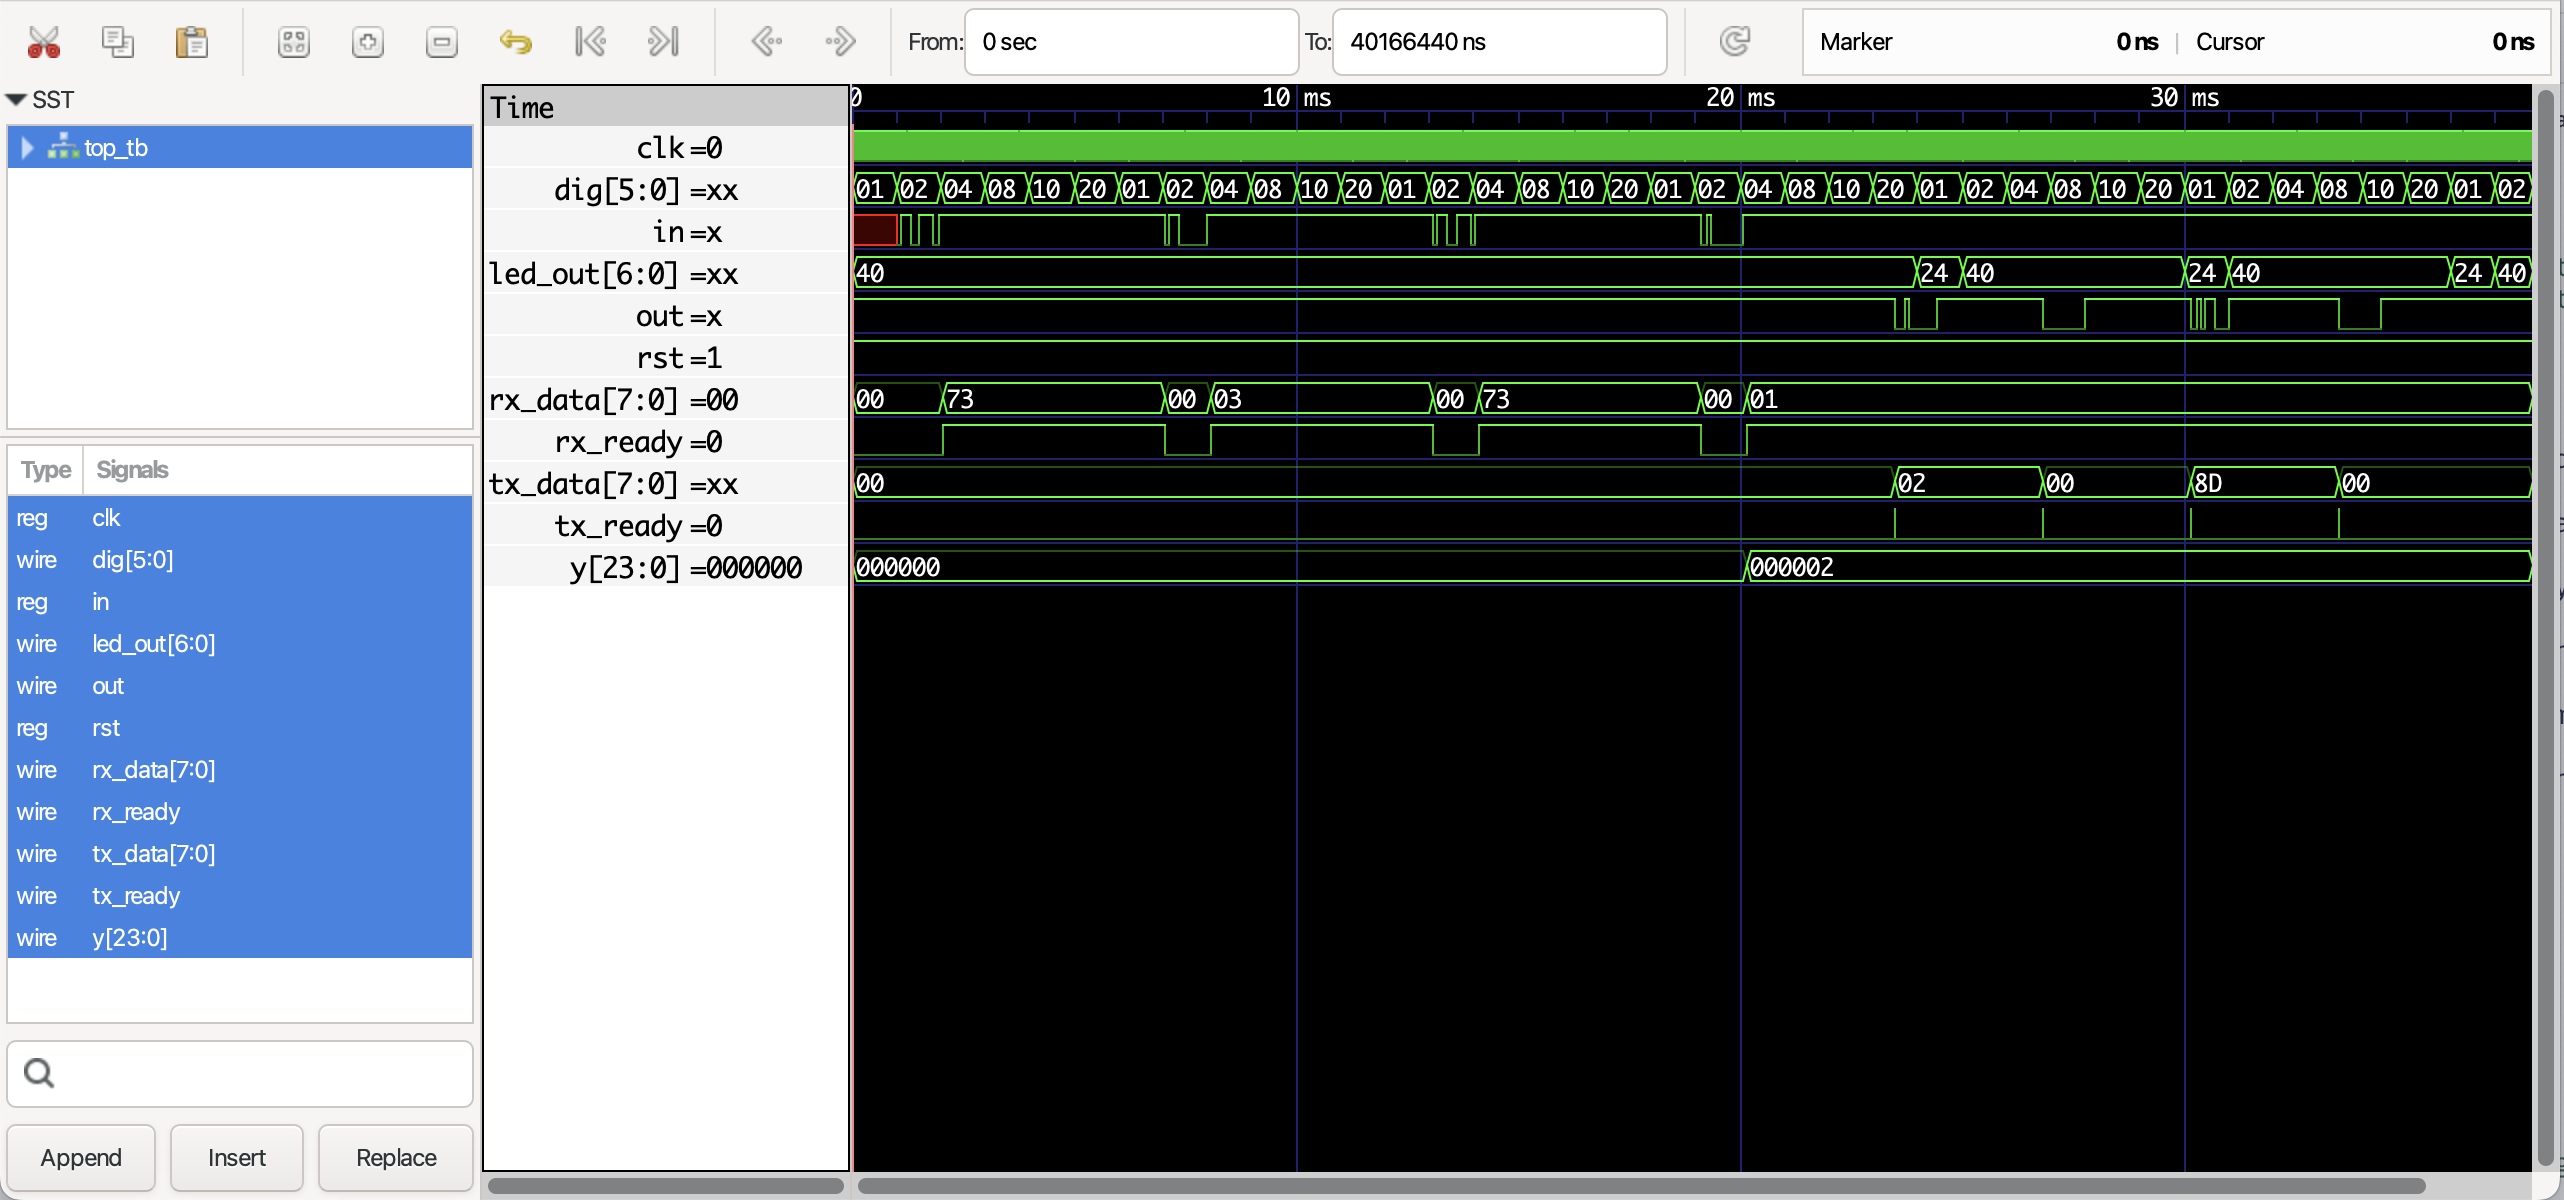 From: 0 sec To: 40166440 ns Marker 0 ns | Cursor 0 ns
SST
top_tb
Type Signals
reg clk
wire dig[5:0]
reg in
wire led_out[6:0]
wire out
reg rst
wire rx_data[7:0]
wire rx_ready
wire tx_data[7:0]
wire tx_ready
wire y[23:0]
Append Insert Replace
Time
0 10 ms 20 ms 30 ms
clk =0
dig[5:0] =xx 01 02 04 08 10 20 01 02 04 08 10 20 01 02 04 08 10 20 01 02 04 08 10 20 01 02 04 08 10 20 01 02 04 08 10 20 01 02
in =x
led_out[6:0] =xx 40 24 40 24 40 24 40
out =x
rst =1
rx_data[7:0] =00 00 73 00 03 00 73 00 01
rx_ready =0
tx_data[7:0] =xx 00 02 00 8D 00
tx_ready =0
y[23:0] =000000 000000 000002